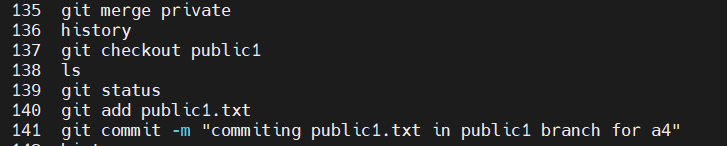 135 git merge private
136 history
137 git checkout public1
138 ls
139 git status
140 git add public1.txt
141 git commit -m "commiting public1.txt in public1 branch for a4"